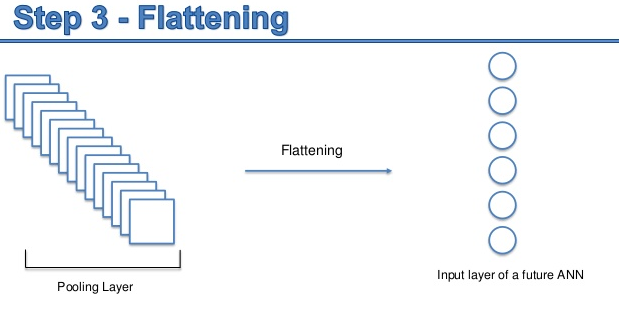 Step 3 - Flattening
Flattening
Pooling Layer
Input layer of a future ANN